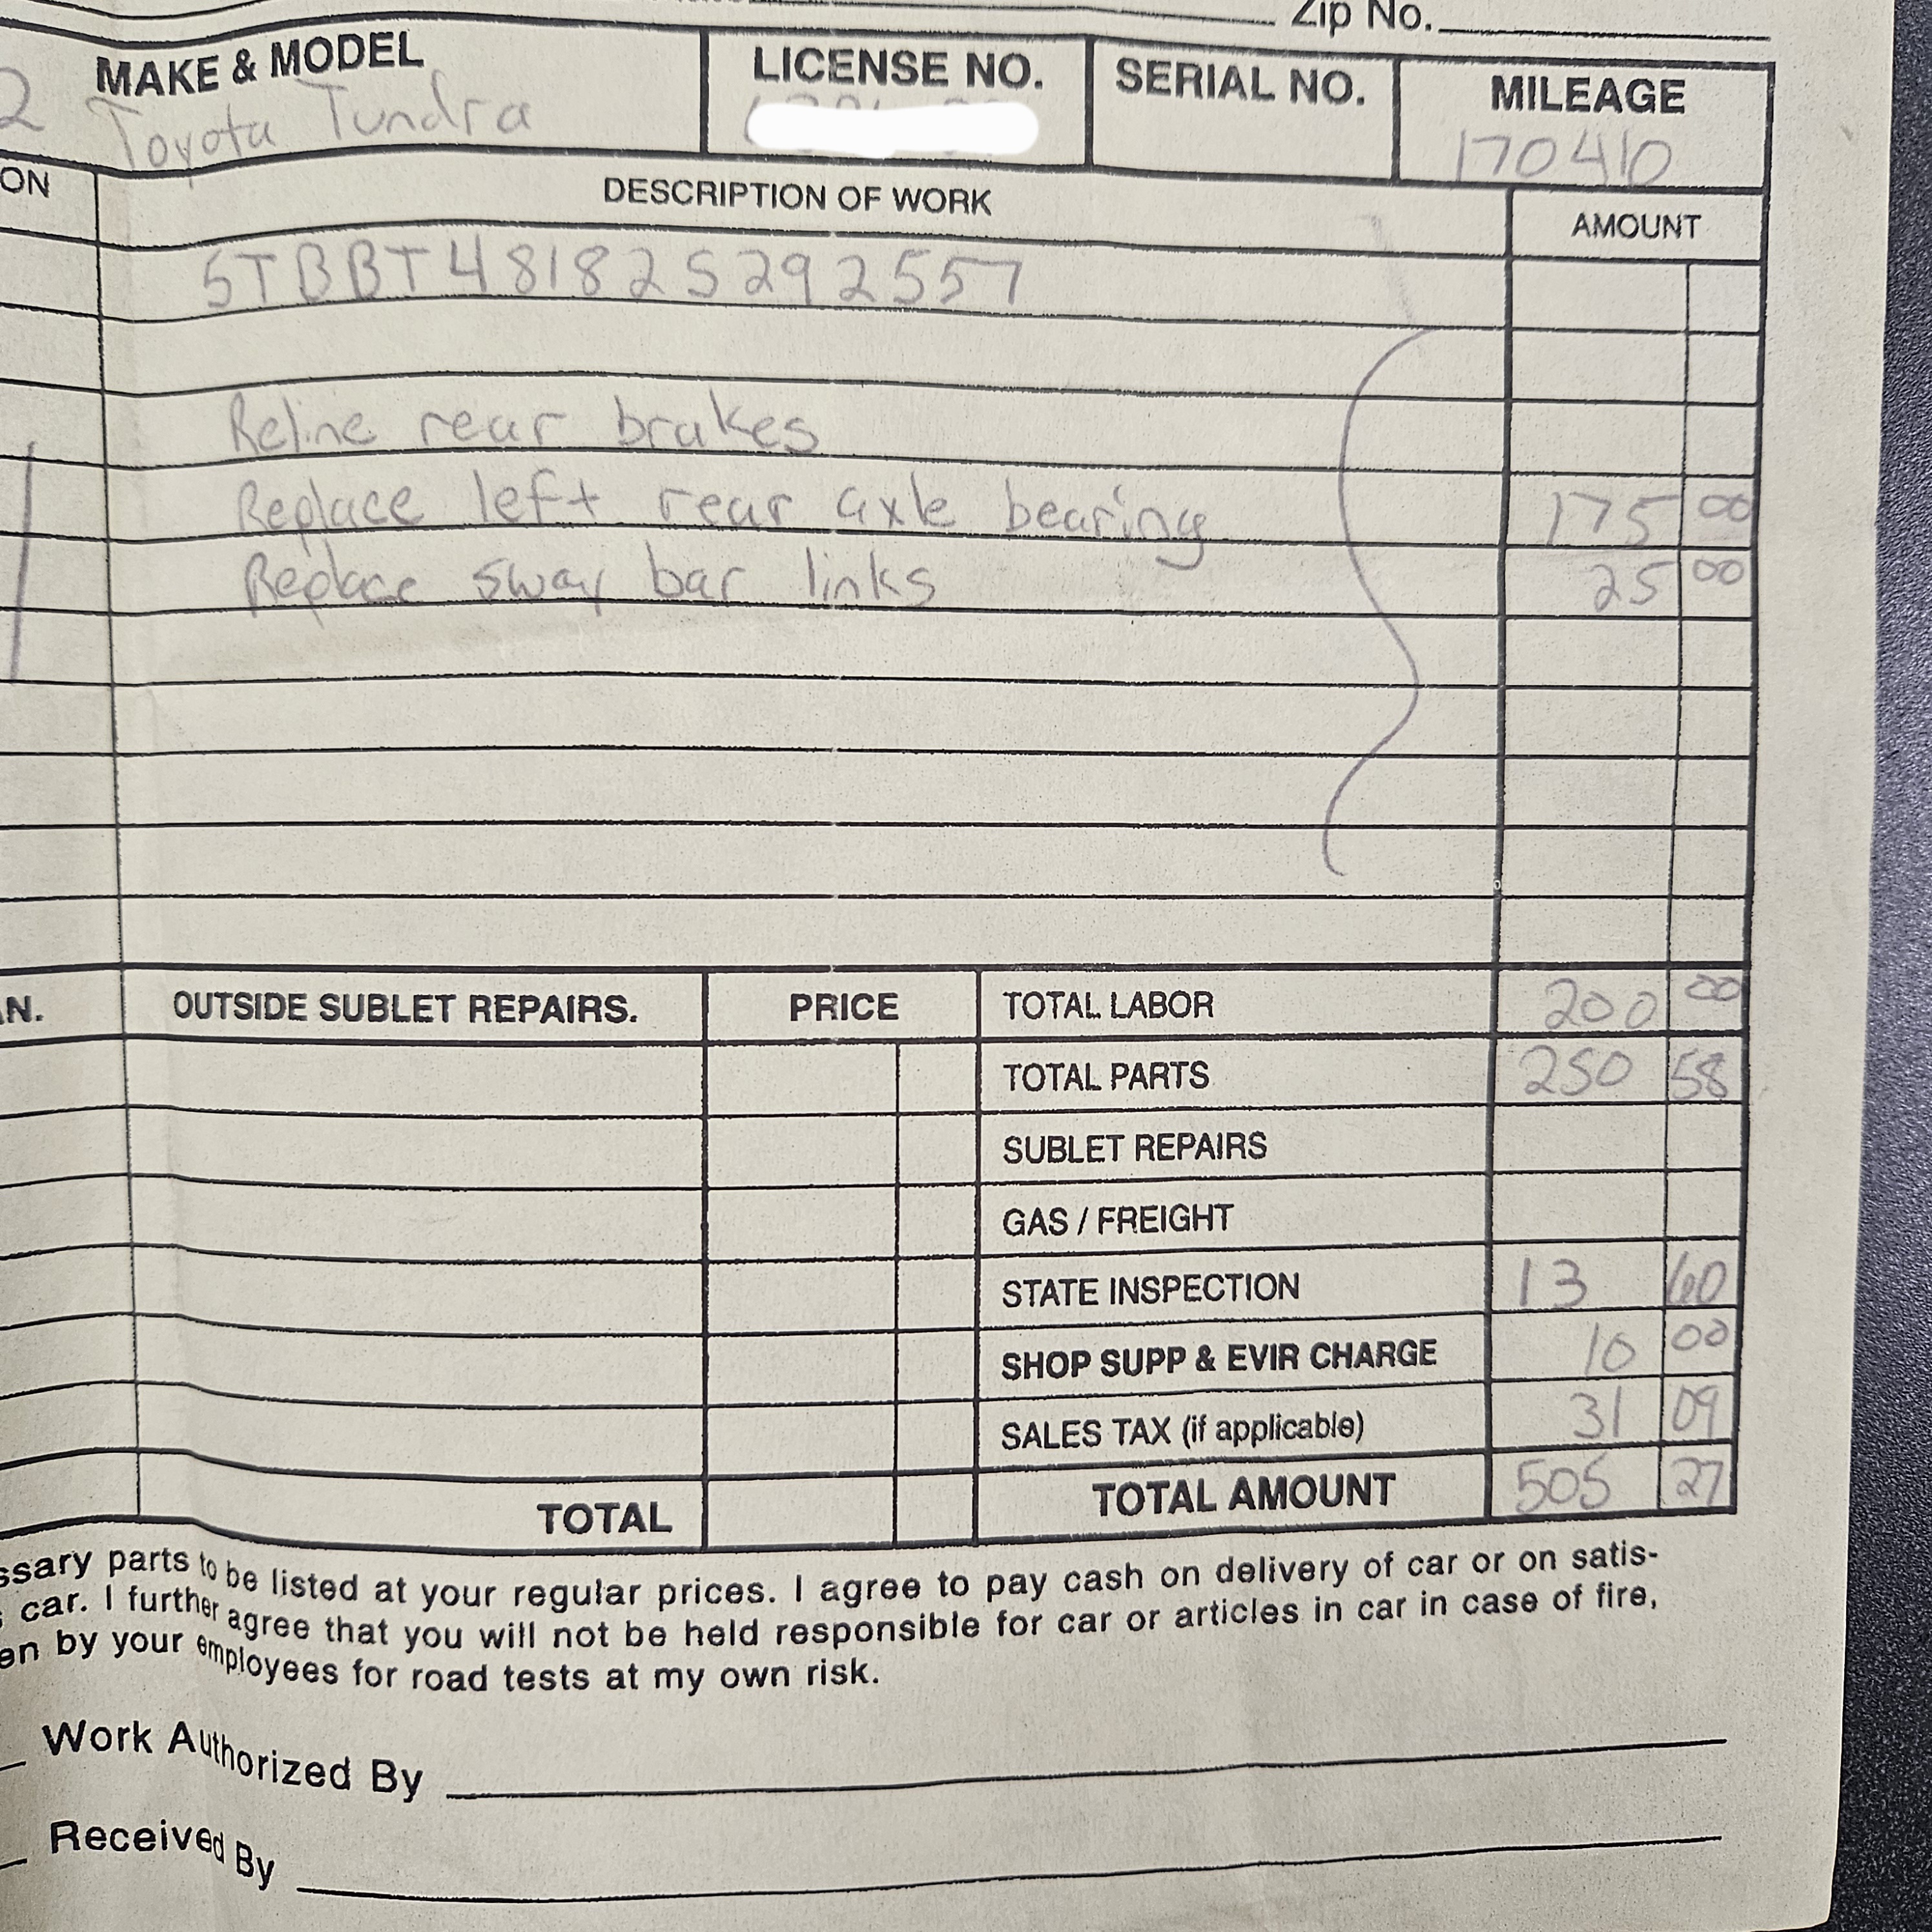 Zip No.
MAKE & MODEL LICENSE NO. SERIAL NO. MILEAGE
2 Toyota Tundra 170410
ON DESCRIPTION OF WORK AMOUNT
5TBBT48182S292557
Reline rear brakes
Replace left rear axle bearing 175 00
Replace sway bar links 25 00
AN. OUTSIDE SUBLET REPAIRS. PRICE TOTAL LABOR 200 00
TOTAL PARTS 250 58
SUBLET REPAIRS
GAS / FREIGHT
STATE INSPECTION 13 60
SHOP SUPP & EVIR CHARGE 10 00
SALES TAX (if applicable) 31 09
TOTAL TOTAL AMOUNT 505 27
ssary parts to be listed at your regular prices. I agree to pay cash on delivery of car or on satis-
car. I further agree that you will not be held responsible for car or articles in car in case of fire,
en by your employees for road tests at my own risk.
Work Authorized By
Received By